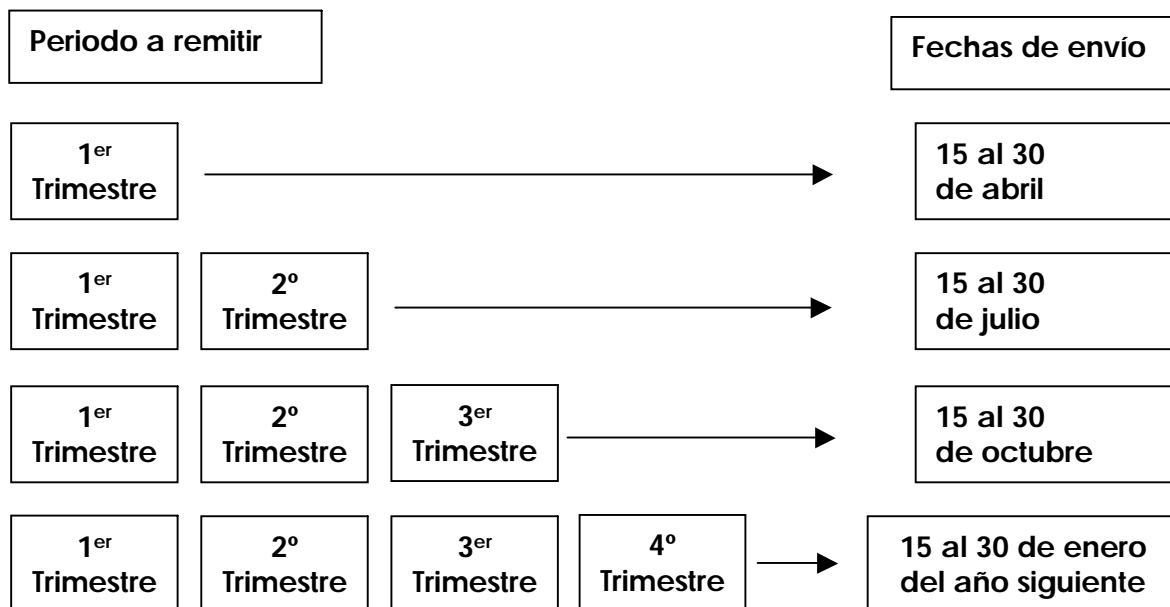 Periodo a remitir
Fechas de envío
1er
Trimestre
15 al 30
de abril
1er
Trimestre
2º
Trimestre
15 al 30
de julio
1er
Trimestre
2º
Trimestre
3er
Trimestre
15 al 30
de octubre
1er
Trimestre
2º
Trimestre
3er
Trimestre
4º
Trimestre
15 al 30 de enero
del año siguiente